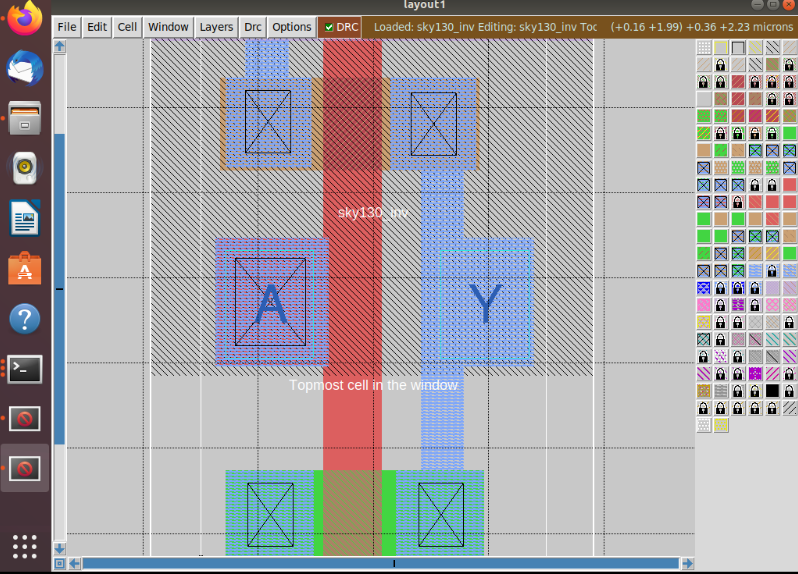 layout1
File Edit Cell Window Layers Drc Options DRC Loaded: sky130_inv Editing: sky130_inv Too (+0.16 +1.99) +0.36 +2.23 microns
sky130_inv
A Y
Topmost cell in the window